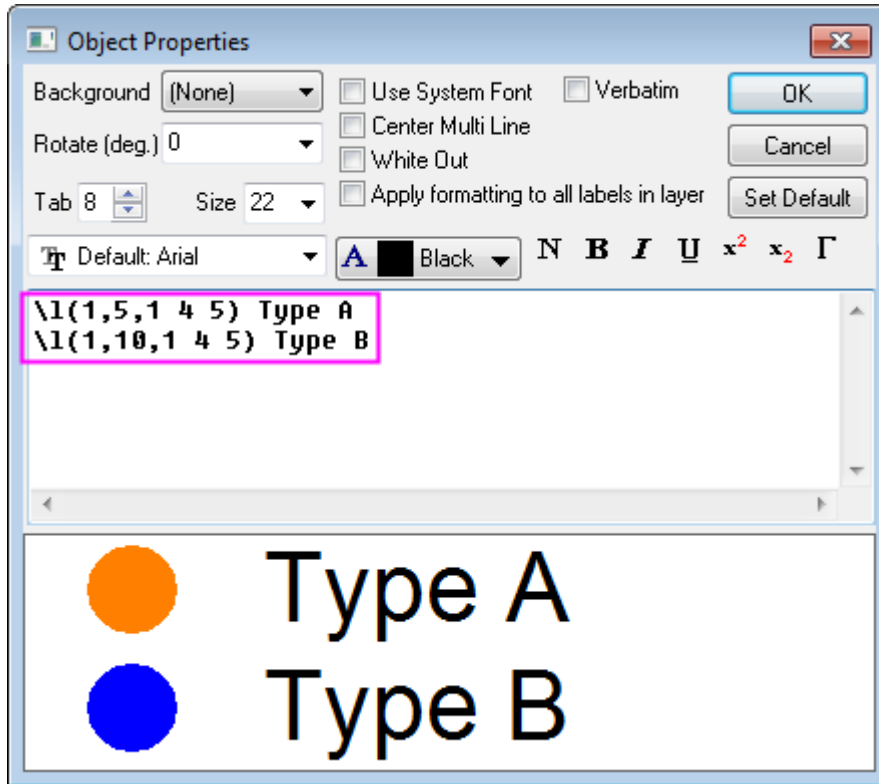 Object Properties
Background (None) Use System Font Verbatim OK
Rotate (deg.) 0 Center Multi Line Cancel
White Out
Tab 8 Size 22 Apply formatting to all labels in layer Set Default
Default: Arial A Black N B I U x² x₂ Γ
\l(1,5,1 4 5) Type A
\l(1,10,1 4 5) Type B
Type A
Type B